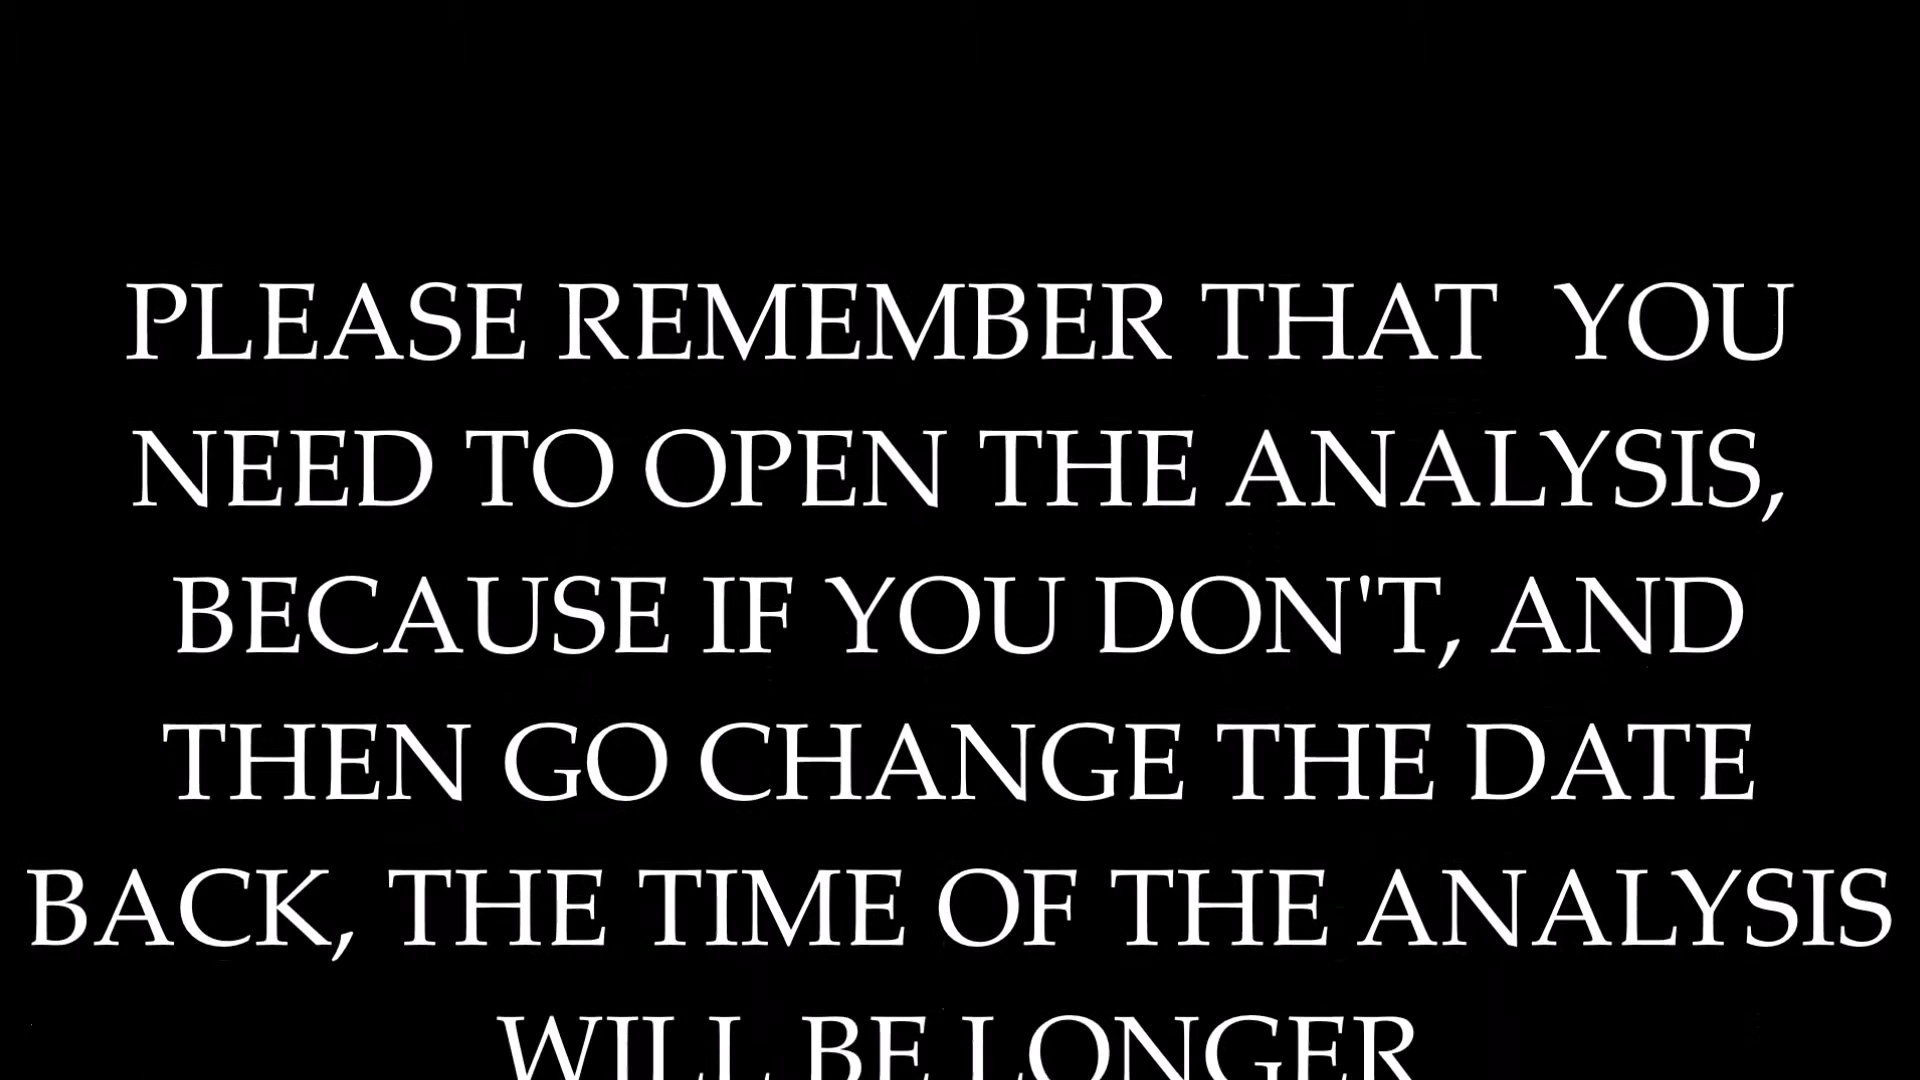 PLEASE REMEMBER THAT  YOU
NEED TO OPEN THE ANALYSIS,
BECAUSE IF YOU DON'T, AND
THEN GO CHANGE THE DATE
BACK, THE TIME OF THE ANALYSIS
WILL BE LONGER